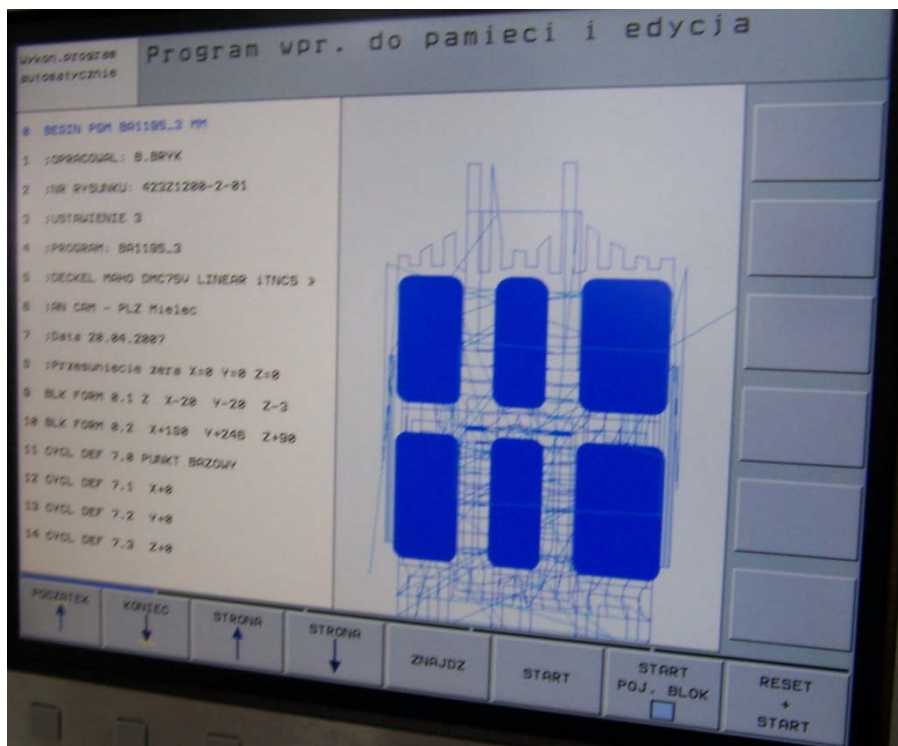 Wykon.program
automatycznie
Program wpr. do pamieci i edycja
0 BEGIN PGM BA1195_3 MM
1 ;OPRACOWAL: B.BRYK
2 ;NR RYSUNKU: 423Z1200-2-01
3 ;USTAWIENIE 3
4 ;PROGRAM: BA1195_3
5 ;DECKEL MAHO DMC75V LINEAR iTNC5 »
6 ;AN CAM - PLZ Mielec
7 ;Data 20.04.2007
8 ;Przesuniecie zera X=0 Y=0 Z=0
9 BLK FORM 0.1 Z X-20 Y-20 Z-3
10 BLK FORM 0.2 X+190 Y+245 Z+90
11 CYCL DEF 7.0 PUNKT BAZOWY
12 CYCL DEF 7.1 X+0
13 CYCL DEF 7.2 Y+0
14 CYCL DEF 7.3 Z+0
POCZATEK
KONIEC
STRONA
STRONA
ZNAJDZ
START
START
POJ. BLOK
RESET
+
START